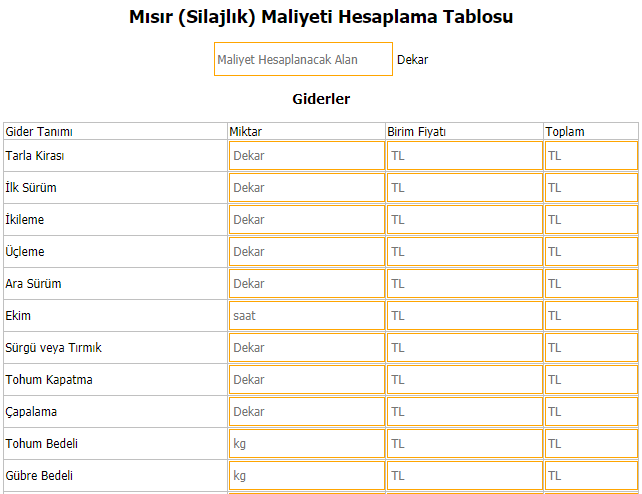 Mısır (Silajlık) Maliyeti Hesaplama Tablosu
Maliyet Hesaplanacak Alan Dekar
Giderler
Gider Tanımı Miktar Birim Fiyatı Toplam
Tarla Kirası Dekar TL TL
İlk Sürüm Dekar TL TL
İkileme Dekar TL TL
Üçleme Dekar TL TL
Ara Sürüm Dekar TL TL
Ekim saat TL TL
Sürgü veya Tırmık Dekar TL TL
Tohum Kapatma Dekar TL TL
Çapalama Dekar TL TL
Tohum Bedeli kg TL TL
Gübre Bedeli kg TL TL